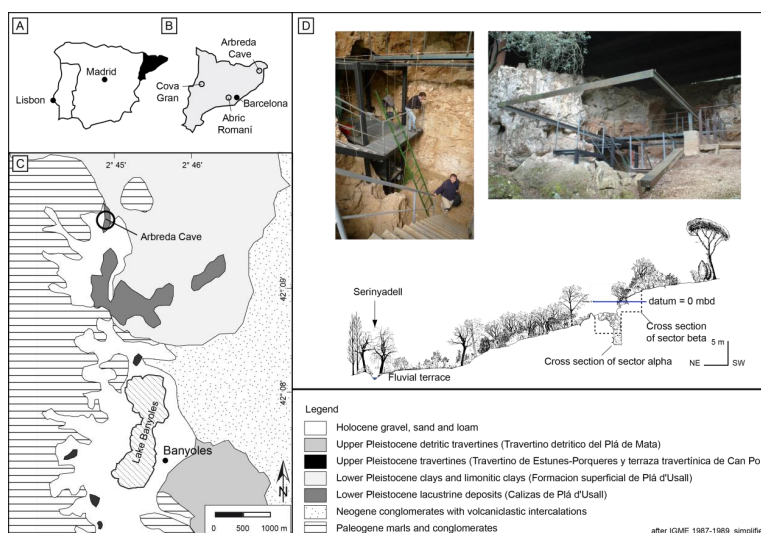 A
Madrid
Lisbon
B
Arbreda
Cave
Cova
Gran
Barcelona
Abric
Romaní
C
2° 45'
2° 46'
Arbreda Cave
42° 09'
42° 08'
Lake Banyoles
Banyoles
N
0
500
1000 m
D
Serinyadell
datum = 0 mbd
Cross section
of sector beta
5 m
Cross section of sector alpha
NE
SW
Fluvial terrace
Legend
Holocene gravel, sand and loam
Upper Pleistocene detritic travertines (Travertino detritico del Plá de Mata)
Upper Pleistocene travertines (Travertino de Estunes-Porqueres y terraza travertínica de Can Po
Lower Pleistocene clays and limonitic clays (Formacion superficial de Plá d'Usall)
Lower Pleistocene lacustrine deposits (Calizas de Plá d'Usall)
Neogene conglomerates with volcaniclastic intercalations
Paleogene marls and conglomerates
after IGME 1987-1989, simplifie